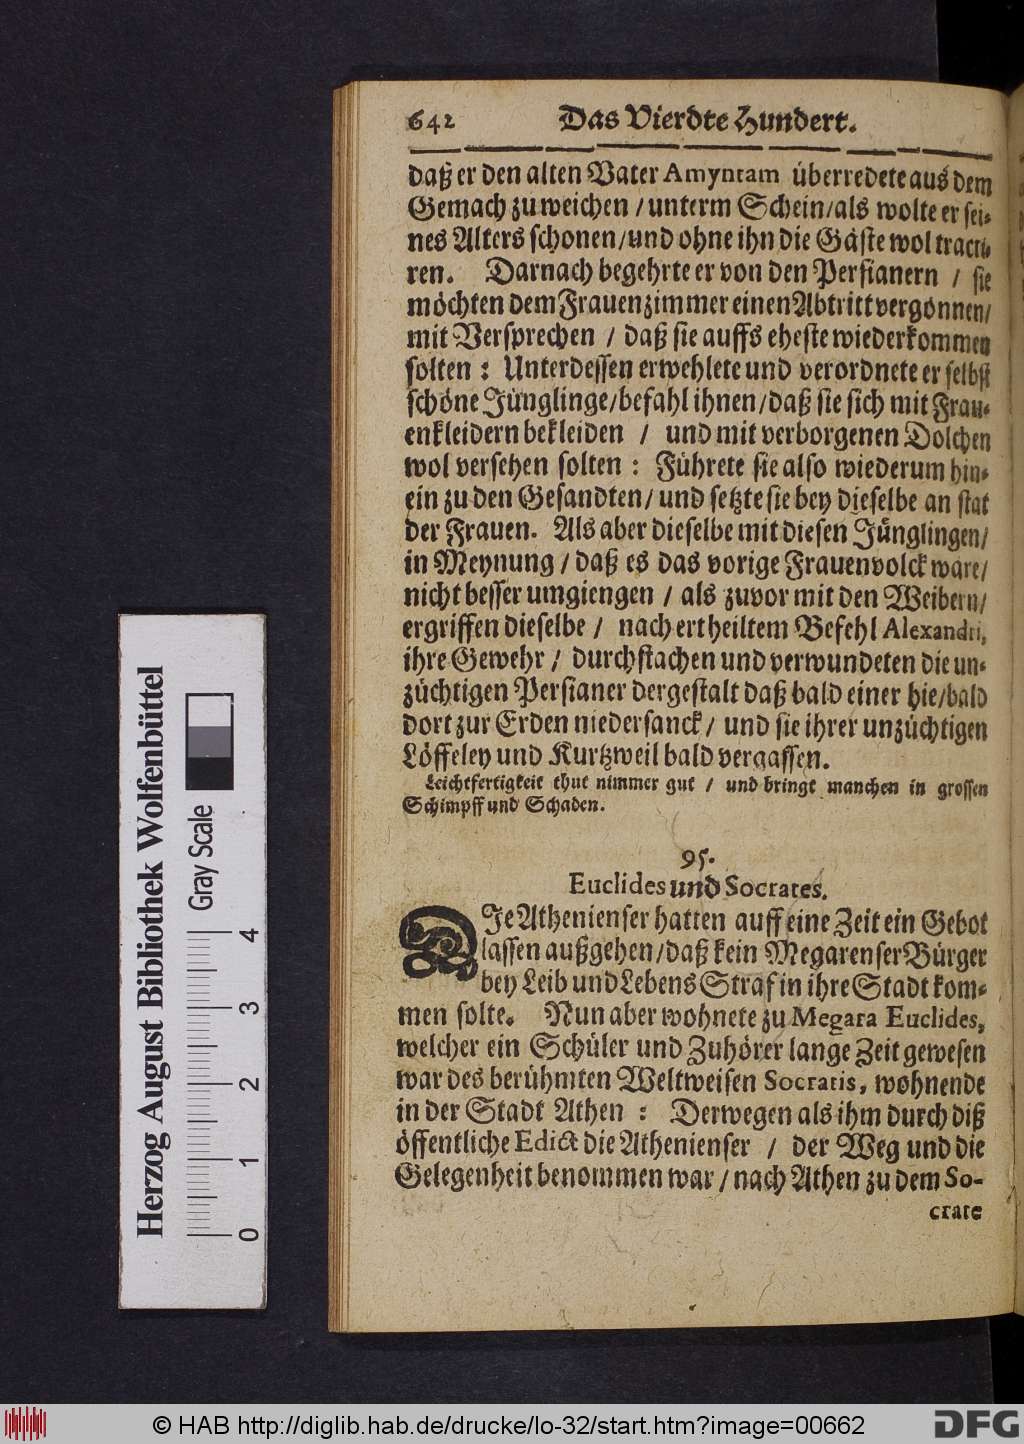 642 Das Vierdte Hundert.
daß er den alten Vater Amyntam überredete aus dem
Gemach zu weichen / unterm Schein / als wolte er sei-
nes Alters schonen / und ohne ihn die Gäste wol tracti-
ren. Darnach begehrte er von den Persianern / sie
möchten dem Frauenzimmer einen Abtritt vergönnen /
mit Versprechen / daß sie auffs eheste wiederkommen
solten : Unterdessen erwehlete und verordnete er selbst
schöne Jünglinge / befahl ihnen / daß sie sich mit Frau-
enkleidern bekleiden / und mit verborgenen Dolchen
wol versehen solten : Führete sie also wiederum hin-
ein zu den Gesandten / und setzte sie bey dieselbe an stat
der Frauen. Als aber dieselbe mit diesen Jünglingen /
in Meynung / daß es das vorige Frauenvolck wäre /
nicht besser umgiengen / als zuvor mit den Weibern /
ergriffen dieselbe / nach ertheiltem Befehl Alexandri,
ihre Gewehr / durchstachen und verwundeten die un-
züchtigen Persianer dergestalt daß bald einer hie / bald
dort zur Erden niedersanck / und sie ihrer unzüchtigen
Löffeley und Kurtzweil bald vergassen.
Leichtfertigkeit thut nimmer gut / und bringt manchen in grossen
Schimpff und Schaden.
95.
Euclides und Socrates.
DIe Athenienser hatten auff eine Zeit ein Gebot
lassen außgehen / daß kein Megarenser Bürger
bey Leib und Lebens Straf in ihre Stadt kom-
men solte. Nun aber wohnete zu Megara Euclides,
welcher ein Schüler und Zuhörer lange Zeit gewesen
war des berühmten Weltweisen Socratis, wohnende
in der Stadt Athen : Derwegen als ihm durch diß
öffentliche Edict die Athenienser / der Weg und die
Gelegenheit benommen war / nach Athen zu dem So-
crate
Herzog August Bibliothek Wolfenbüttel
Gray Scale
0 1 2 3 4
© HAB http://diglib.hab.de/drucke/lo-32/start.htm?image=00662
DFG